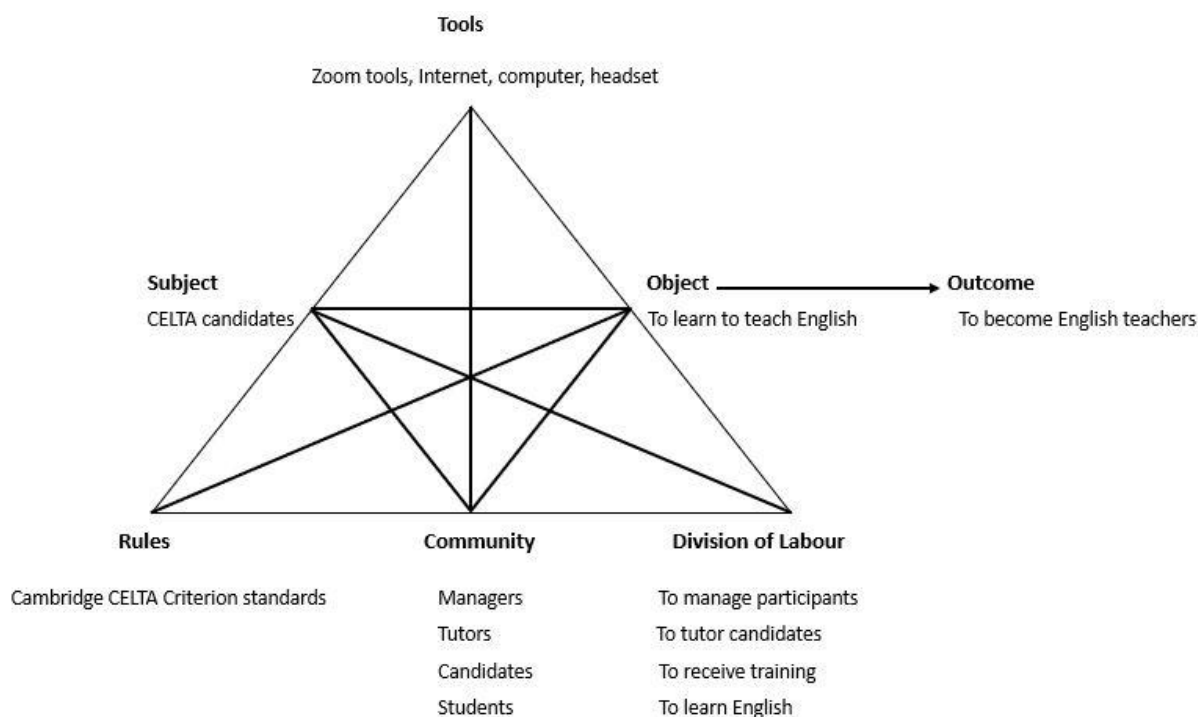 Tools
Zoom tools, Internet, computer, headset
Subject
CELTA candidates
Object
To learn to teach English
Outcome
To become English teachers
Rules
Cambridge CELTA Criterion standards
Community
Managers
Tutors
Candidates
Students
Division of Labour
To manage participants
To tutor candidates
To receive training
To learn English